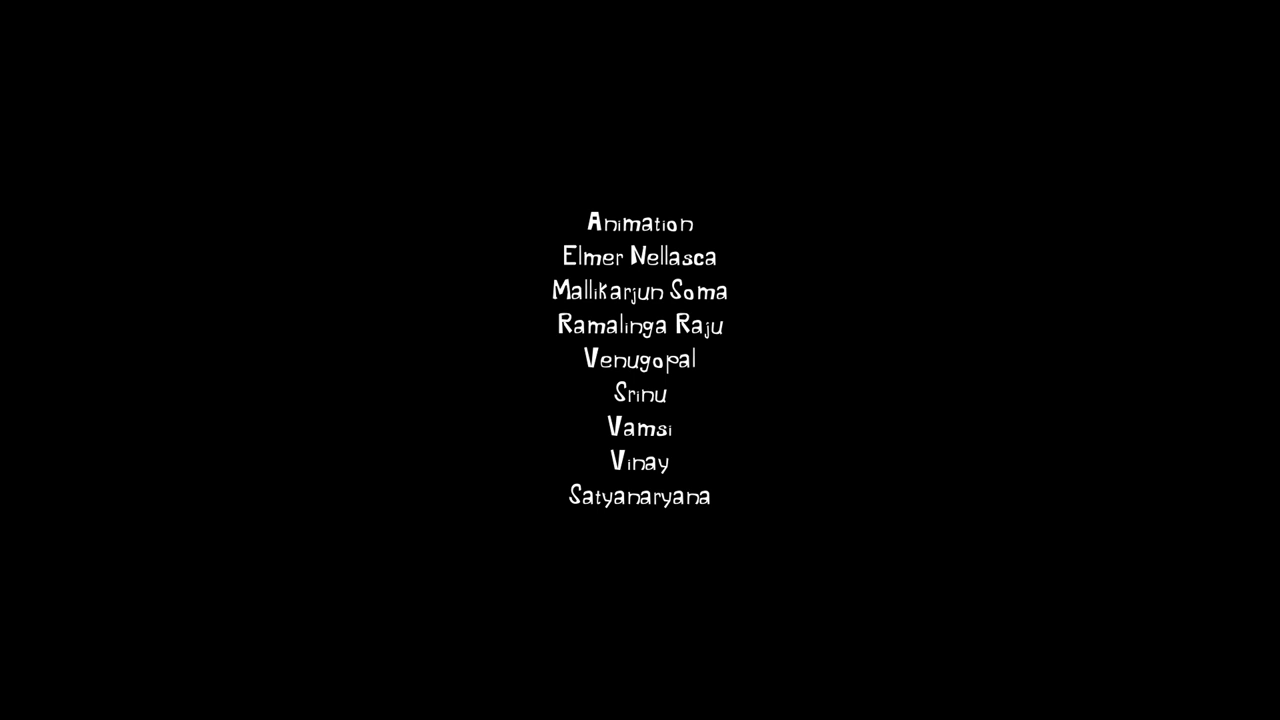 Animation
Elmer Nellasca
Mallikarjun Soma
Ramalinga Raju
Venugopal
Srinu
Vamsi
Vinay
Satyanaryana